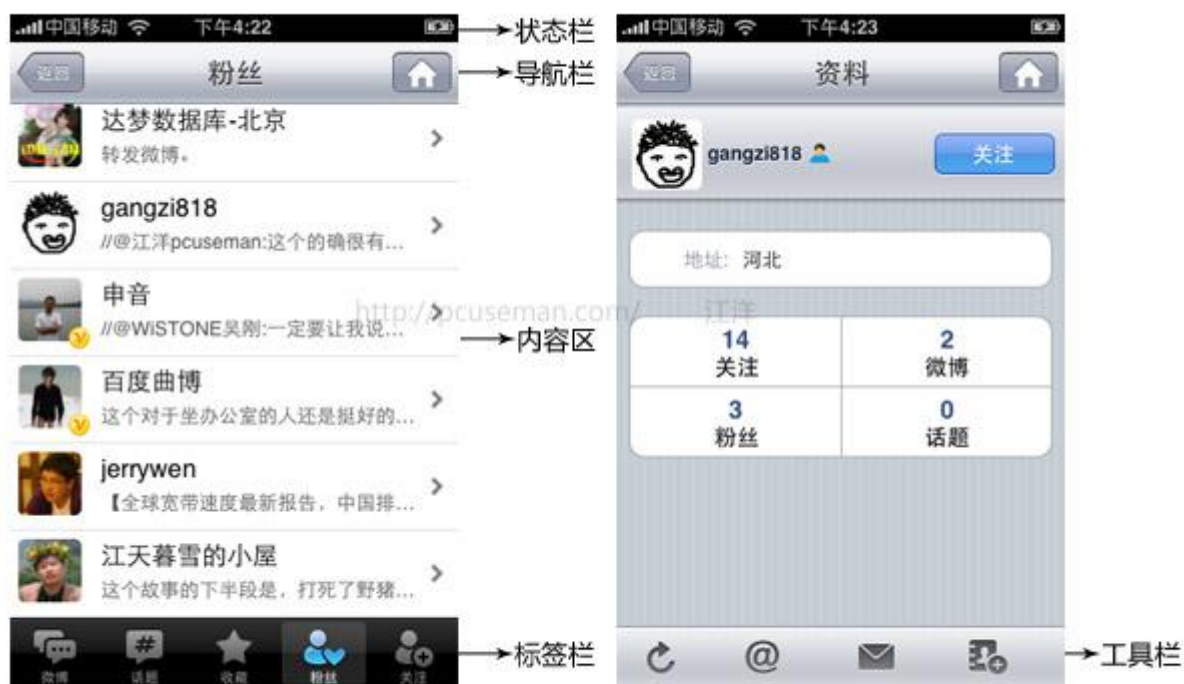 中国移动 下午4:22
返回 粉丝
达梦数据库-北京
转发微博。
gangzi818
//@江洋pcuseman:这个的确很有...
申音
//@WiSTONE吴刚:一定要让我说...
百度曲博
这个对于坐办公室的人还是挺好的...
jerrywen
【全球宽带速度最新报告，中国排...
江天暮雪的小屋
这个故事的下半段是，打死了野猪...
微博 话题 收藏 粉丝 关注
状态栏
导航栏
内容区
标签栏
http://pcuseman.com/ 江洋
中国移动 下午4:23
返回 资料
gangzi818 关注
地址: 河北
14 2
关注 微博
3 0
粉丝 话题
@
工具栏